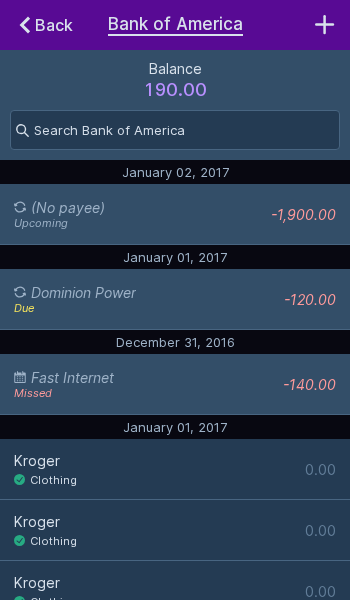 Back
Bank of America
Balance
190.00
Search Bank of America
January 02, 2017
(No payee)
-1,900.00
Upcoming
January 01, 2017
Dominion Power
-120.00
Due
December 31, 2016
Fast Internet
-140.00
Missed
January 01, 2017
Kroger
0.00
Clothing
Kroger
0.00
Clothing
Kroger
0.00